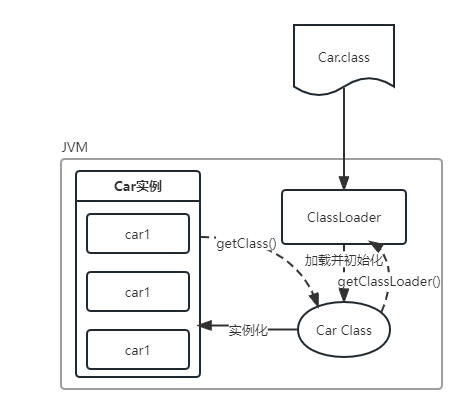 Car.class
JVM
Car实例
ClassLoader
car1
getClass()
加载并初始化
getClassLoader()
car1
实例化
Car Class
car1